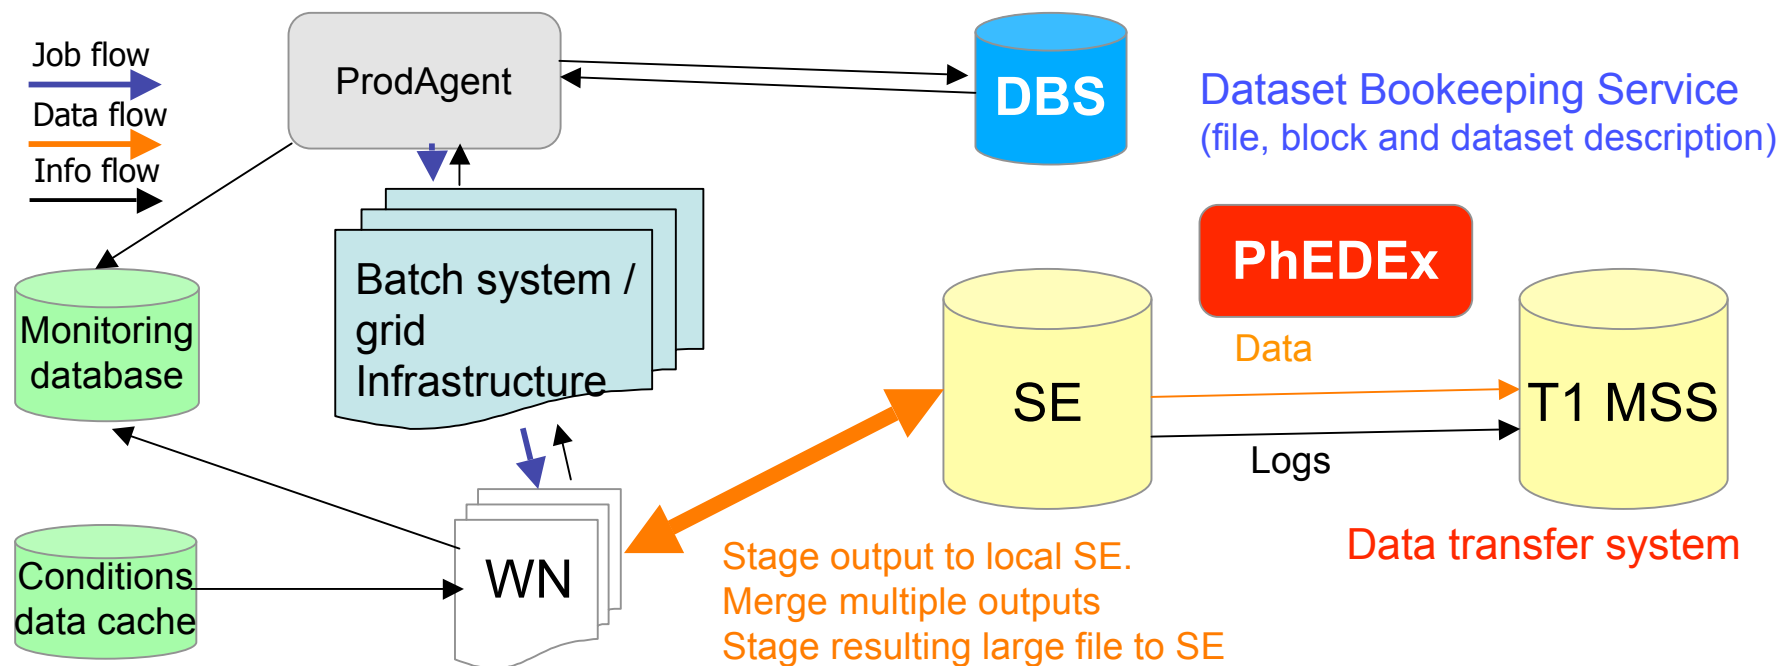 Job flow
Data flow
Info flow
ProdAgent
DBS
Dataset Bookeeping Service
(file, block and dataset description)
Batch system /
grid
Infrastructure
PhEDEx
Monitoring
database
SE
Data
Logs
T1 MSS
Data transfer system
Conditions
data cache
WN
Stage output to local SE.
Merge multiple outputs
Stage resulting large file to SE